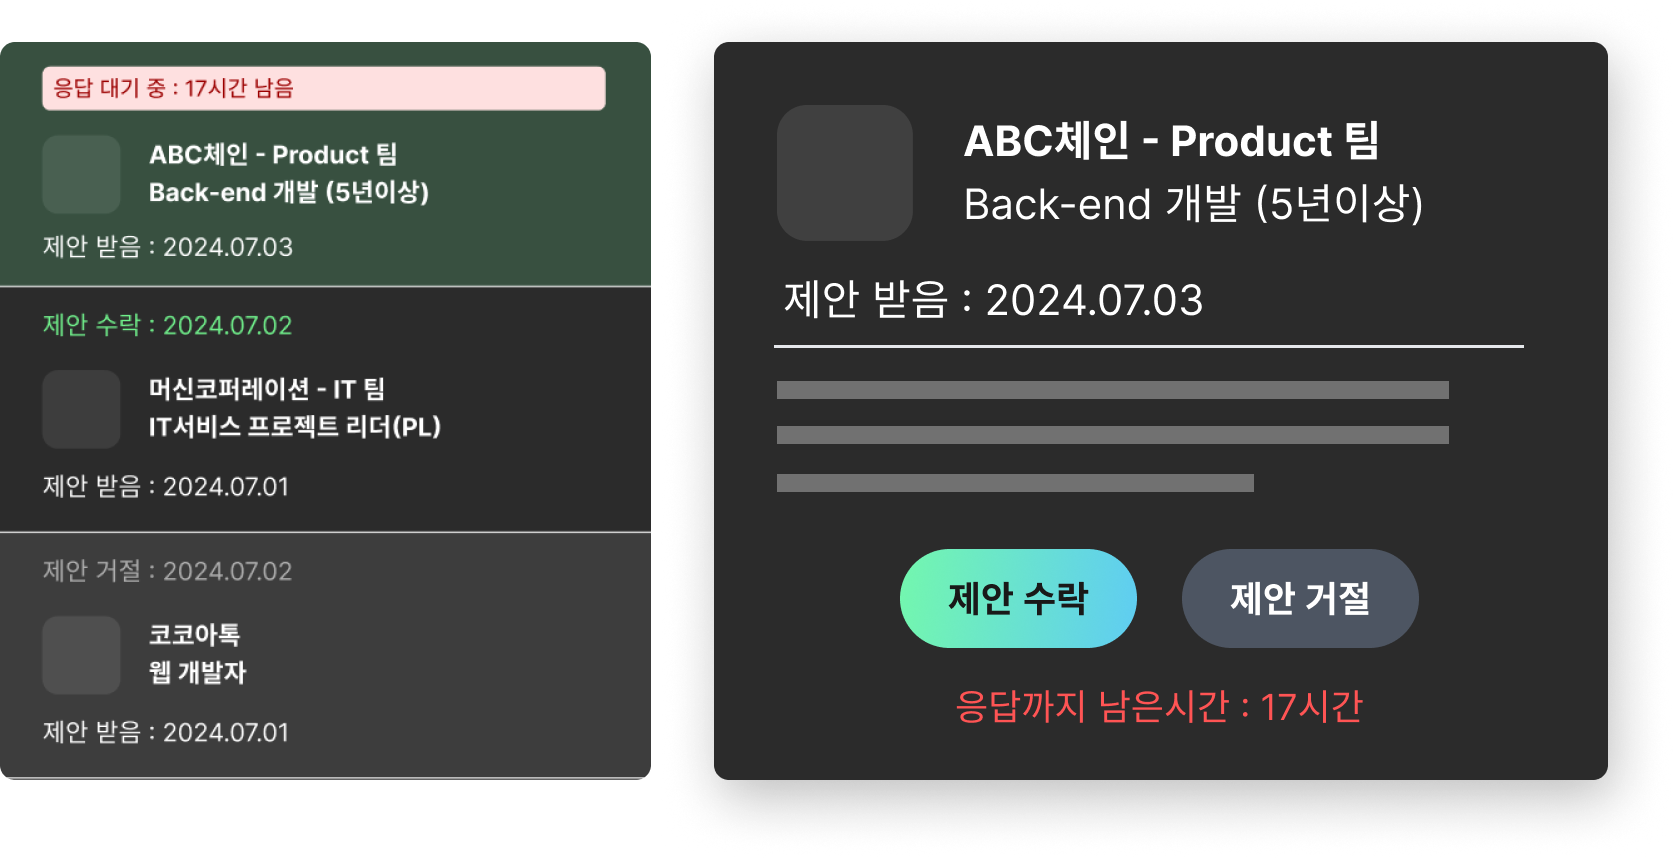 응답 대기 중 : 17시간 남음
ABC체인 - Product 팀
Back-end 개발 (5년이상)
제안 받음 : 2024.07.03
제안 수락 : 2024.07.02
머신코퍼레이션 - IT 팀
IT서비스 프로젝트 리더(PL)
제안 받음 : 2024.07.01
제안 거절 : 2024.07.02
코코아톡
웹 개발자
제안 받음 : 2024.07.01
ABC체인 - Product 팀
Back-end 개발 (5년이상)
제안 받음 : 2024.07.03
제안 수락
제안 거절
응답까지 남은시간 : 17시간